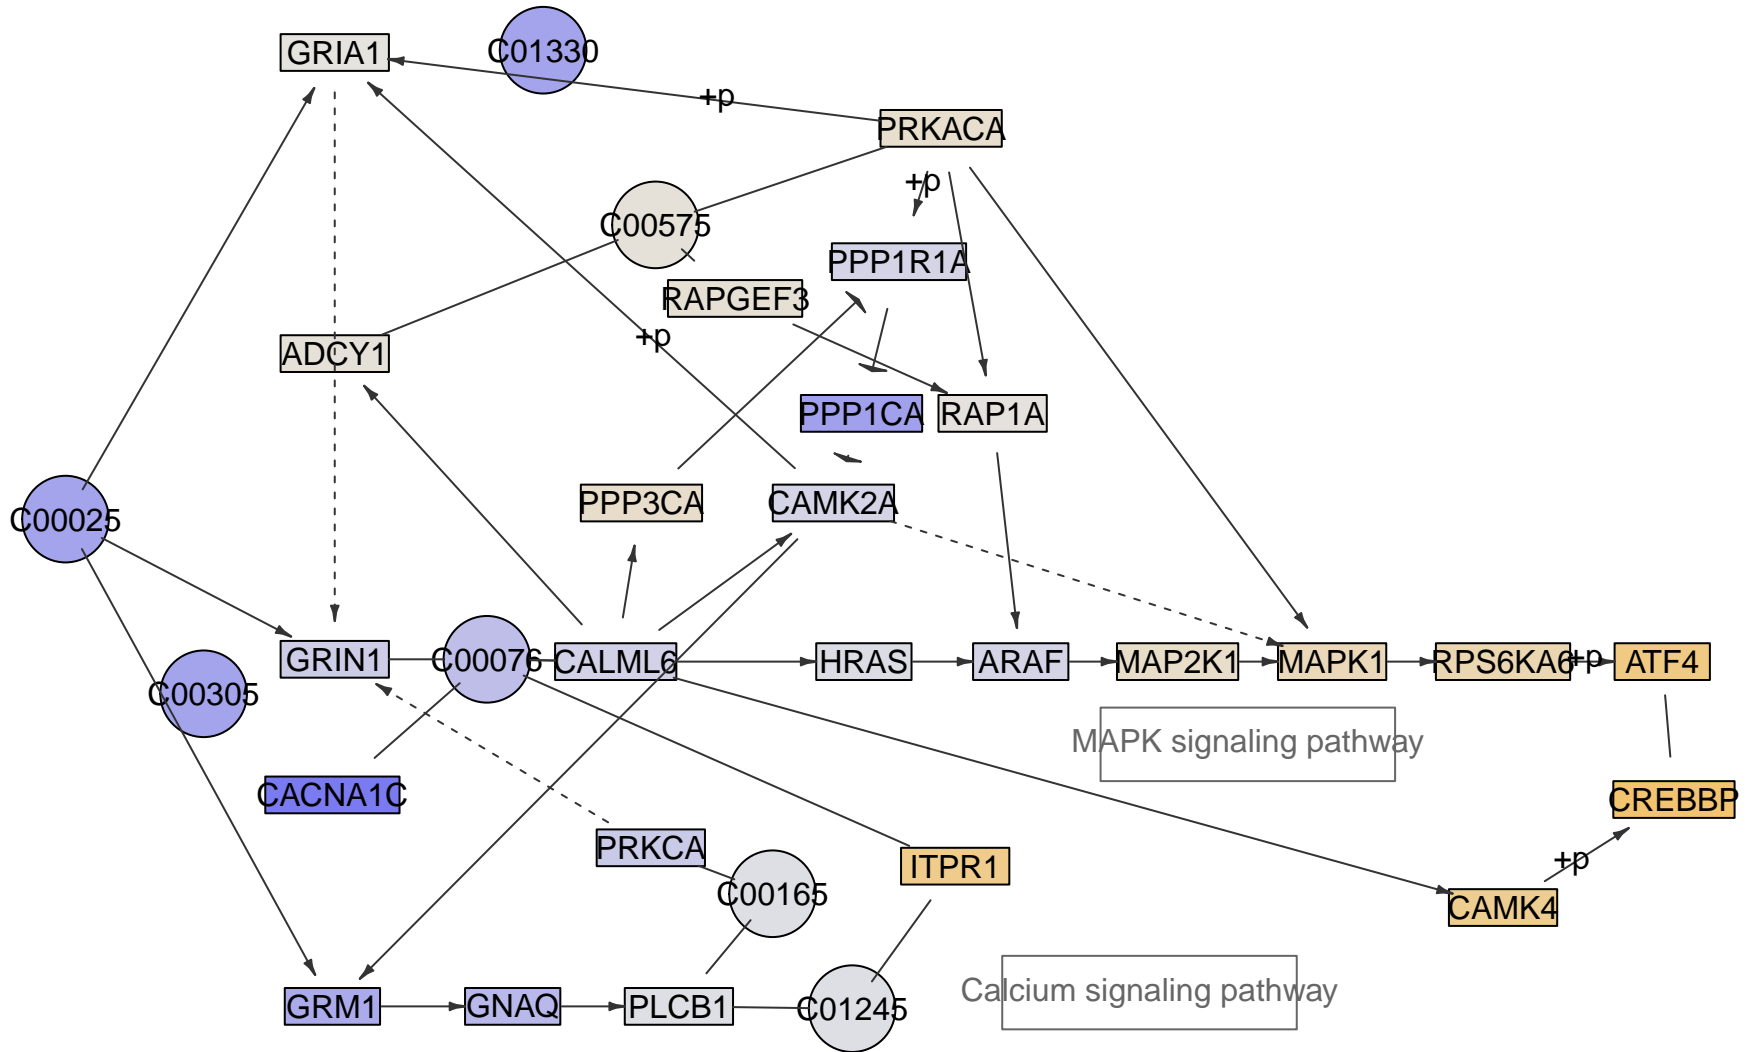 GRIA1
C01330
+p
PRKACA
+p
C00575
PPP1R1A
RAPGEF3
+p
ADCY1
PPP1CA
RAP1A
PPP3CA
CAMK2A
C00025
GRIN1
C00076
CALML6
HRAS
ARAF
MAP2K1
MAPK1
RPS6KA6
+p
ATF4
C00305
MAPK signaling pathway
CACNA1C
CREBBP
PRKCA
ITPR1
+p
C00165
CAMK4
Calcium signaling pathway
GRM1
GNAQ
PLCB1
C01245